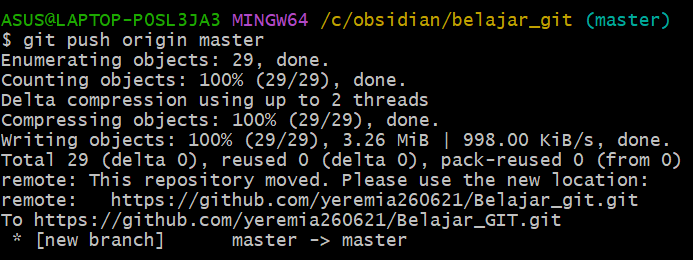 ASUS@LAPTOP-POSL3JA3 MINGW64 /c/obsidian/belajar_git (master)
$ git push origin master
Enumerating objects: 29, done.
Counting objects: 100% (29/29), done.
Delta compression using up to 2 threads
Compressing objects: 100% (29/29), done.
Writing objects: 100% (29/29), 3.26 MiB | 998.00 KiB/s, done.
Total 29 (delta 0), reused 0 (delta 0), pack-reused 0 (from 0)
remote: This repository moved. Please use the new location:
remote:   https://github.com/yeremia260621/Belajar_git.git
To https://github.com/yeremia260621/Belajar_GIT.git
 * [new branch]      master -> master